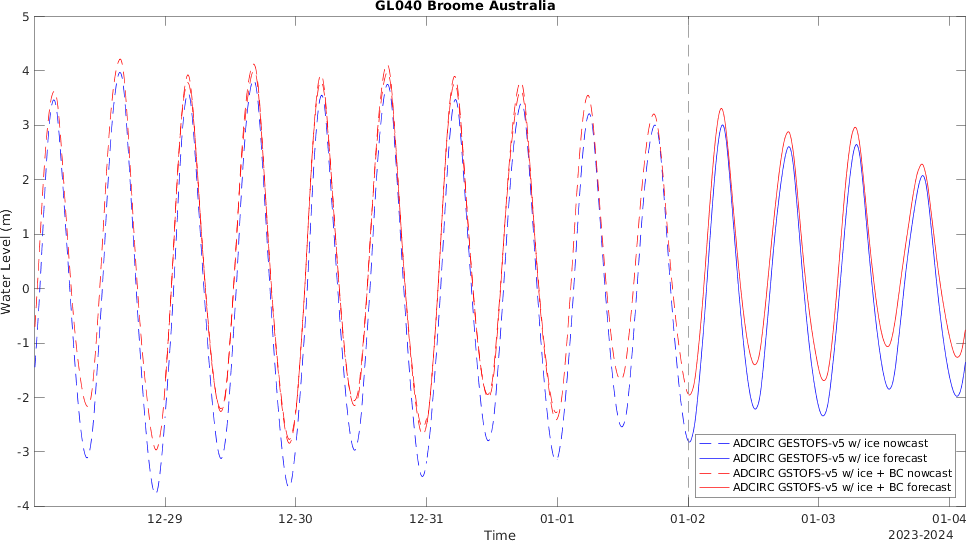 GL040 Broome Australia
5
4
3
2
1
0
-1
-2
-3
-4
Water Level (m)
12-29
12-30
12-31
01-01
01-02
01-03
01-04
Time
2023-2024
ADCIRC GESTOFS-v5 w/ ice nowcast
ADCIRC GESTOFS-v5 w/ ice forecast
ADCIRC GSTOFS-v5 w/ ice + BC nowcast
ADCIRC GSTOFS-v5 w/ ice + BC forecast